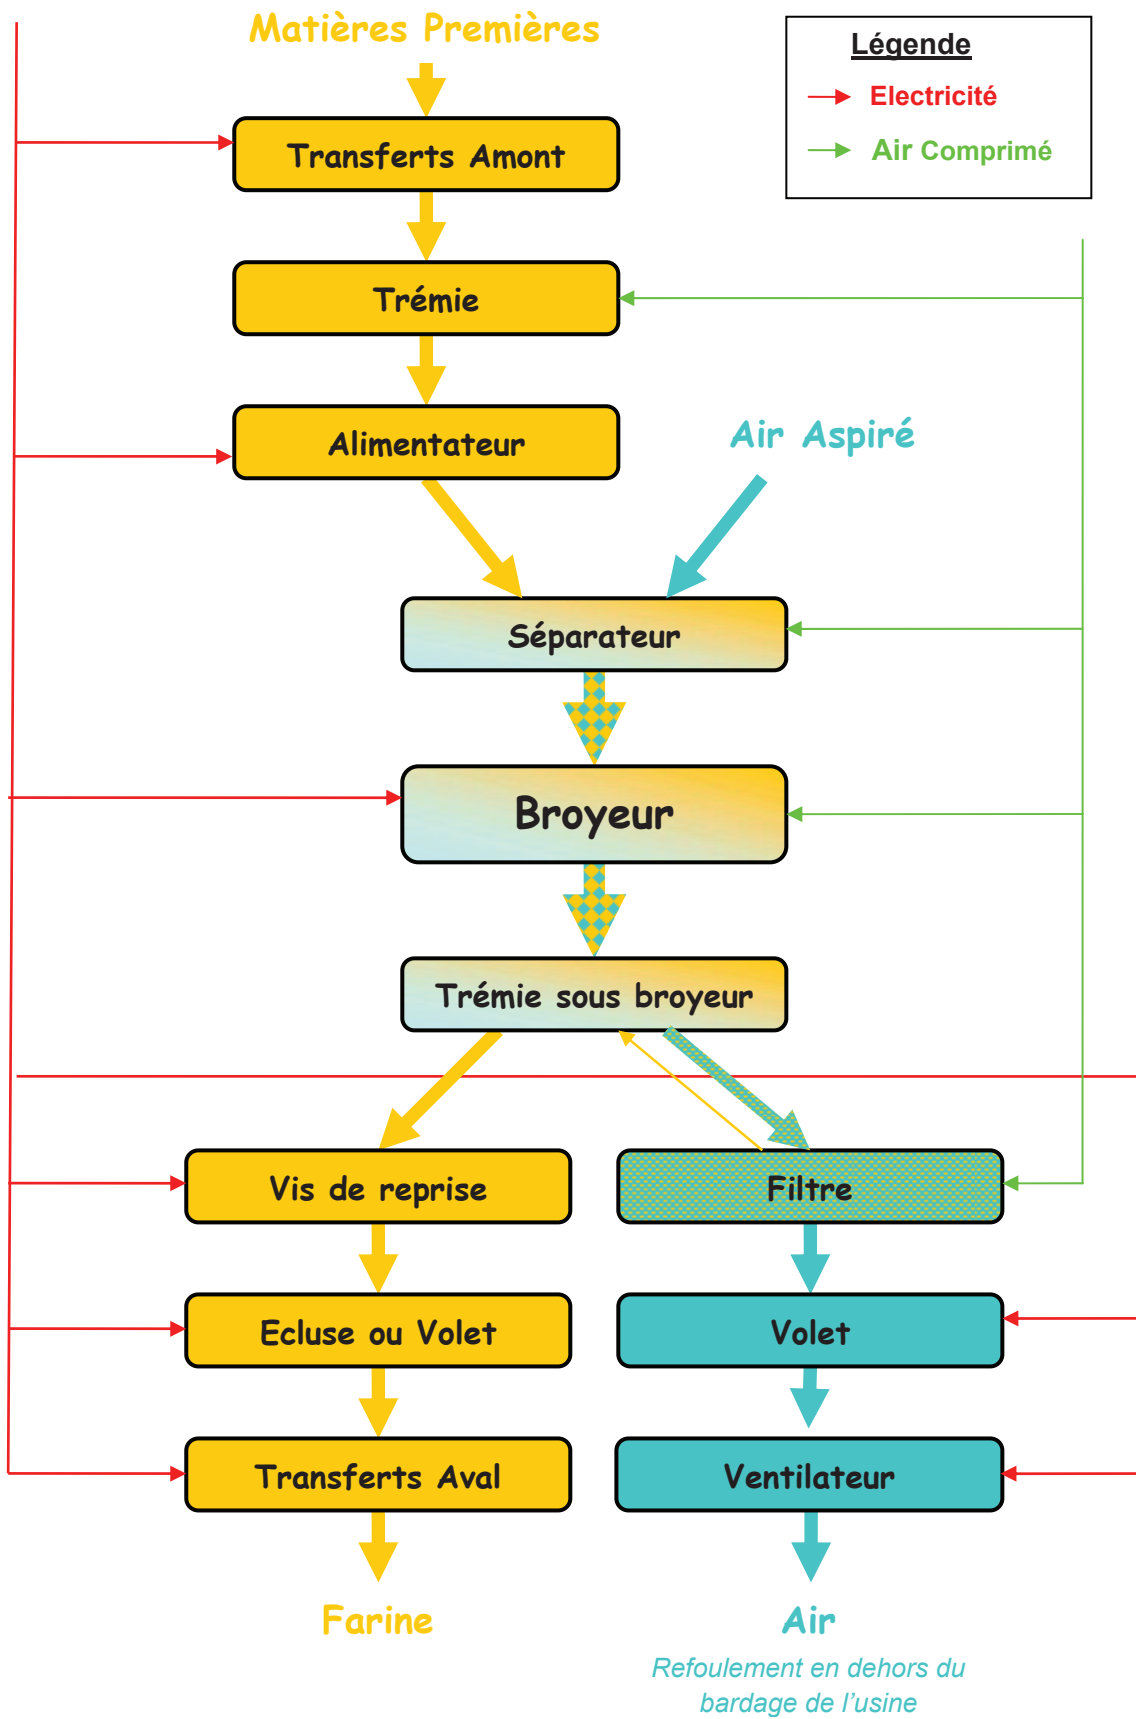 Matières Premières
Légende
Electricité
Air Comprimé
Transferts Amont
Trémie
Alimentateur
Air Aspiré
Séparateur
Broyeur
Trémie sous broyeur
Vis de reprise
Filtre
Ecluse ou Volet
Volet
Transferts Aval
Ventilateur
Farine
Air
Refoulement en dehors du
bardage de l'usine